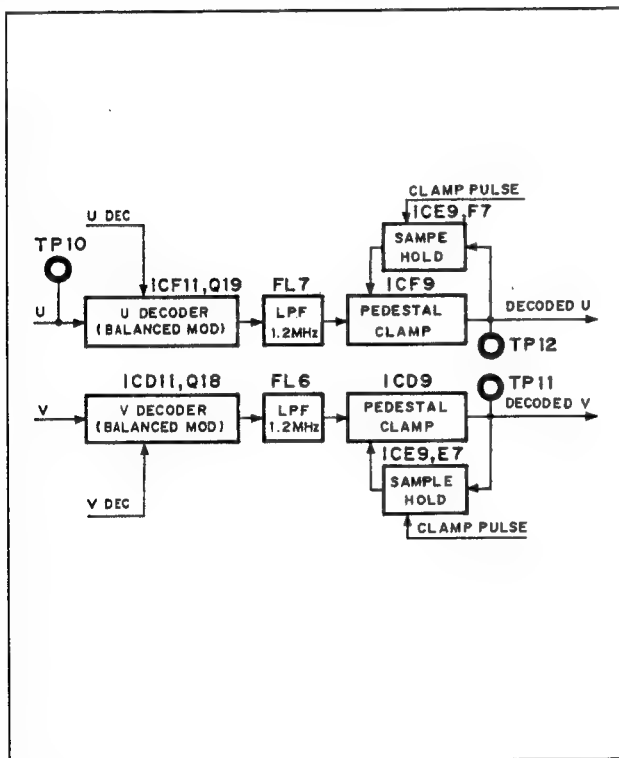 CLAMP PULSE
ICE9, F7
U DEC
TP10
SAMPE
HOLD
ICF11,Q19
FL7
ICF9
U
U DECODER
(BALANCED MOD)
LPF
1.2MHz
PEDESTAL
CLAMP
DECODED U
TP12
ICD11,Q18
FL6
ICD9
TP11
V
V DECODER
(BALANCED MOD)
LPF
1.2MHz
PEDESTAL
CLAMP
DECODED V
ICE9,E7
SAMPLE
HOLD
V DEC
CLAMP PULSE